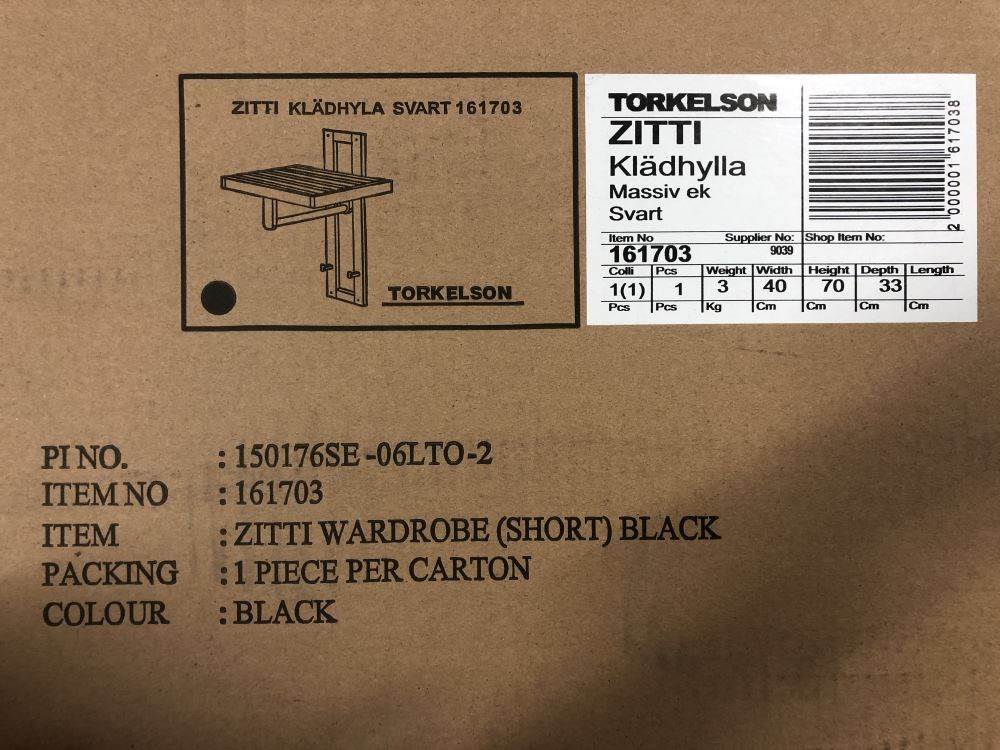 ZITTI KLÄDHYLA SVART 161703
TORKELSON
TORKELSON
ZITTI
Klädhylla
Massiv ek
Svart
2 000001 617038
Item No Supplier No: Shop Item No:
161703 9039
Colli Pcs Weight Width Height Depth Length
1(1) 1 3 40 70 33
Pcs Pcs Kg Cm Cm Cm Cm
PI NO. : 150176SE-06LTO-2
ITEM NO : 161703
ITEM : ZITTI WARDROBE (SHORT) BLACK
PACKING : 1 PIECE PER CARTON
COLOUR : BLACK